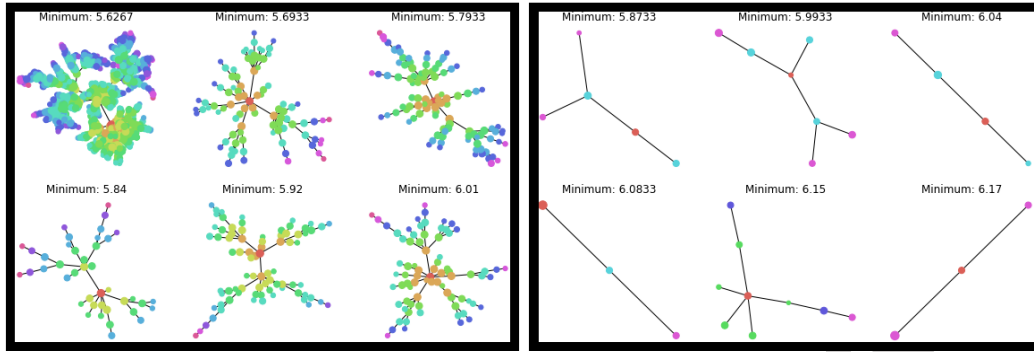 Minimum: 5.6267
Minimum: 5.6933
Minimum: 5.7933
Minimum: 5.84
Minimum: 5.92
Minimum: 6.01
Minimum: 5.8733
Minimum: 5.9933
Minimum: 6.04
Minimum: 6.0833
Minimum: 6.15
Minimum: 6.17